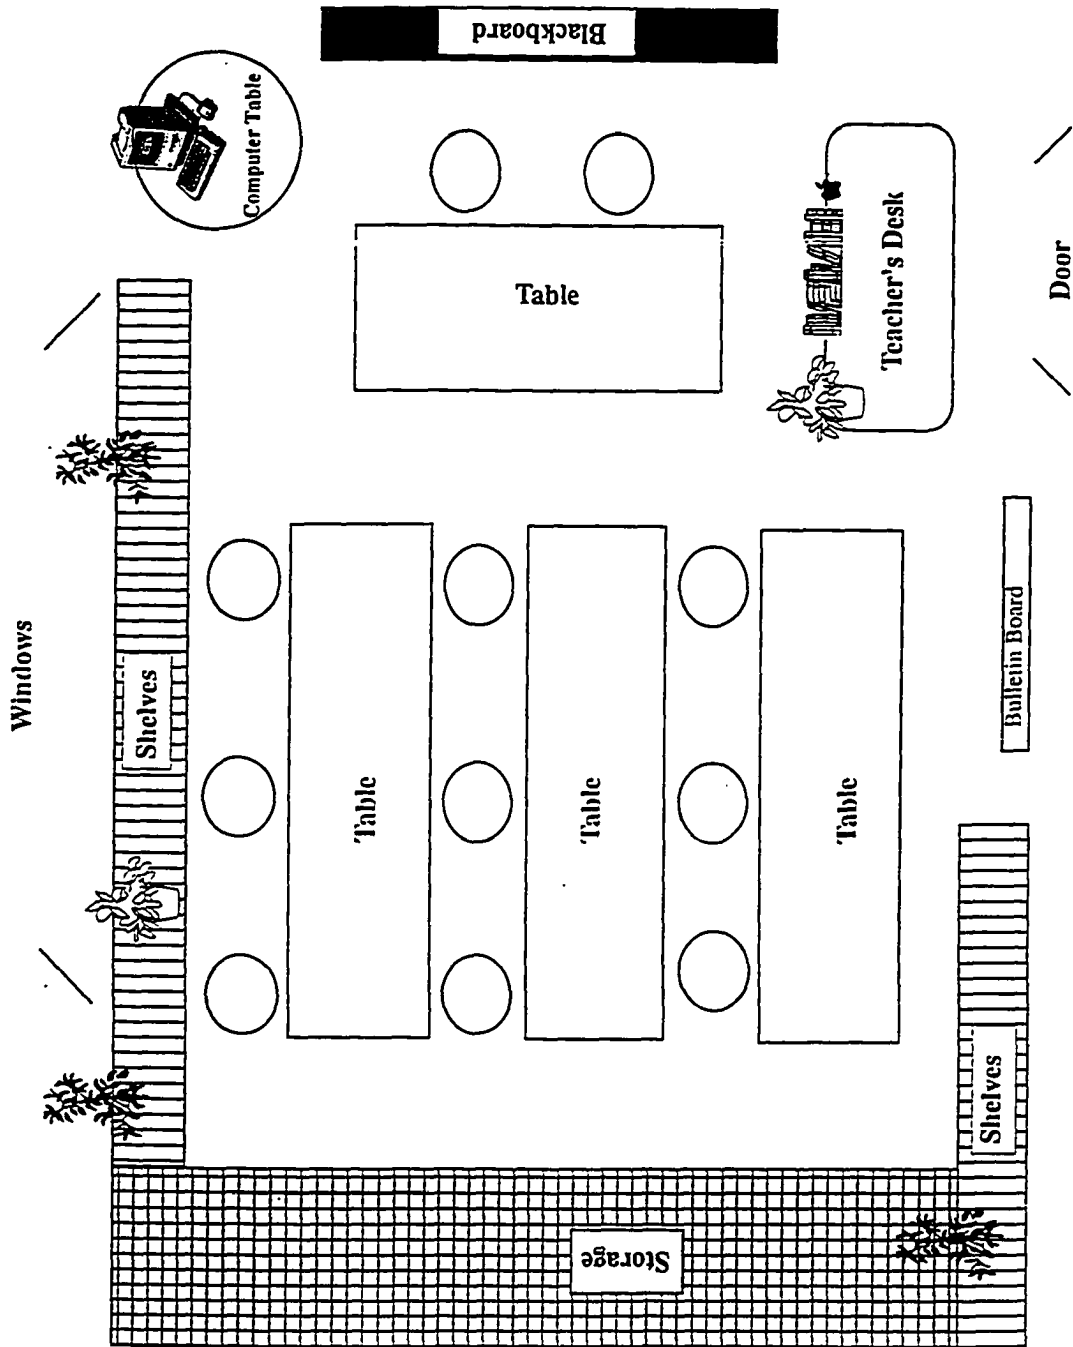 Blackboard
Computer Table
Table
Teacher's Desk
Door
Windows
Shelves
Table
Table
Table
Bulletin Board
Shelves
Storage